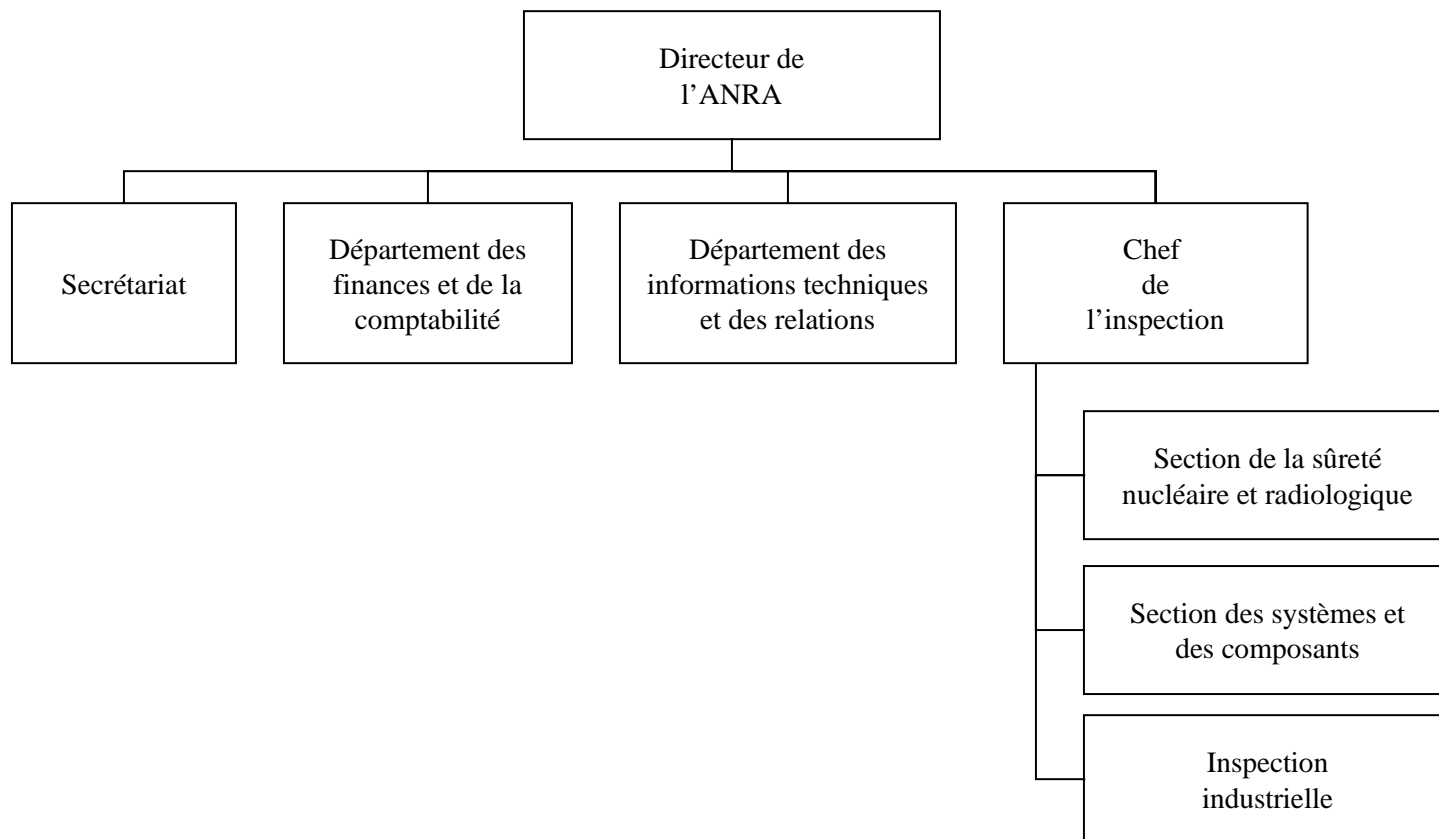 Directeur de
l’ANRA
Secrétariat
Département des
finances et de la
comptabilité
Département des
informations techniques
et des relations
Chef
de
l’inspection
Section de la sûreté
nucléaire et radiologique
Section des systèmes et
des composants
Inspection
industrielle